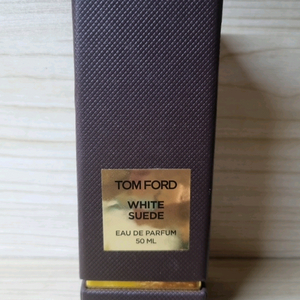 TOM FORD
WHITE
SUEDE
EAU DE PARFUM
50 ML